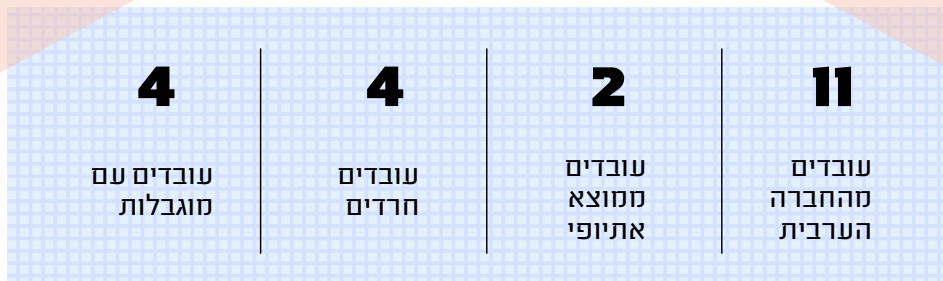 11
עובדים
מהחברה
הערבית
2
עובדים
ממוצא
אתיופי
4
עובדים
חרדים
4
עובדים עם
מוגבלות